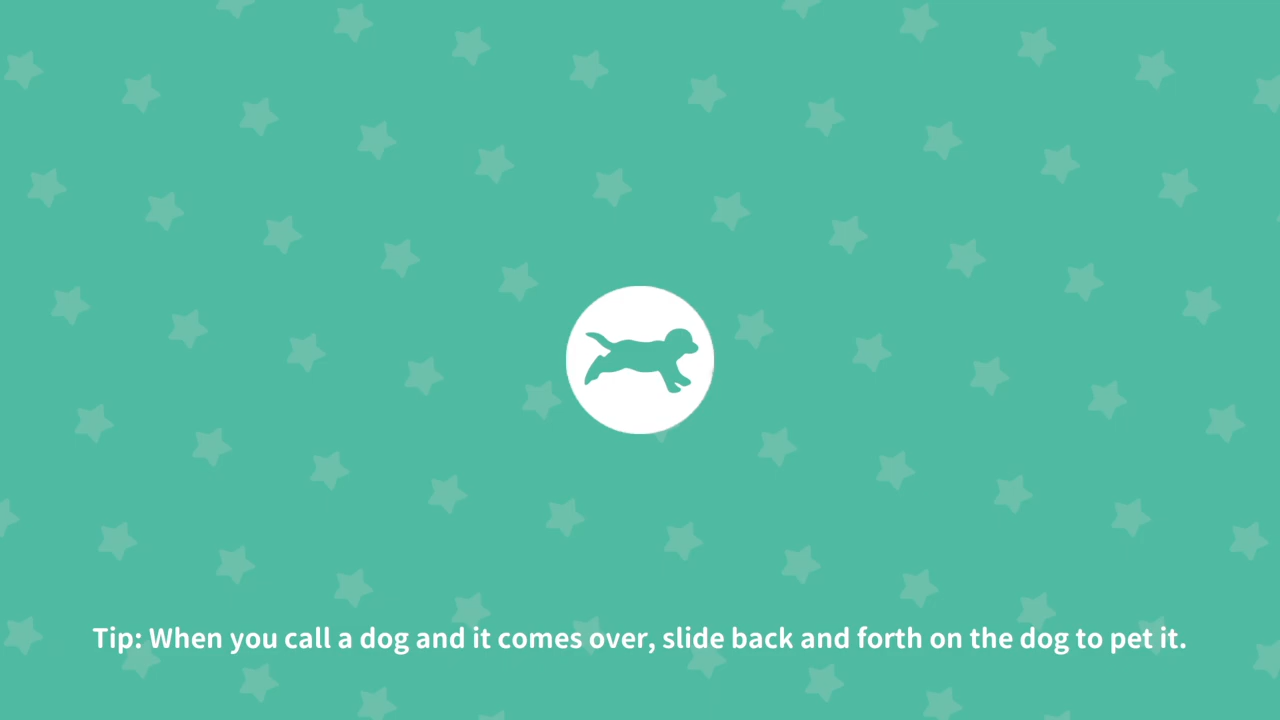 Tip: When you call a dog and it comes over, slide back and forth on the dog to pet it.